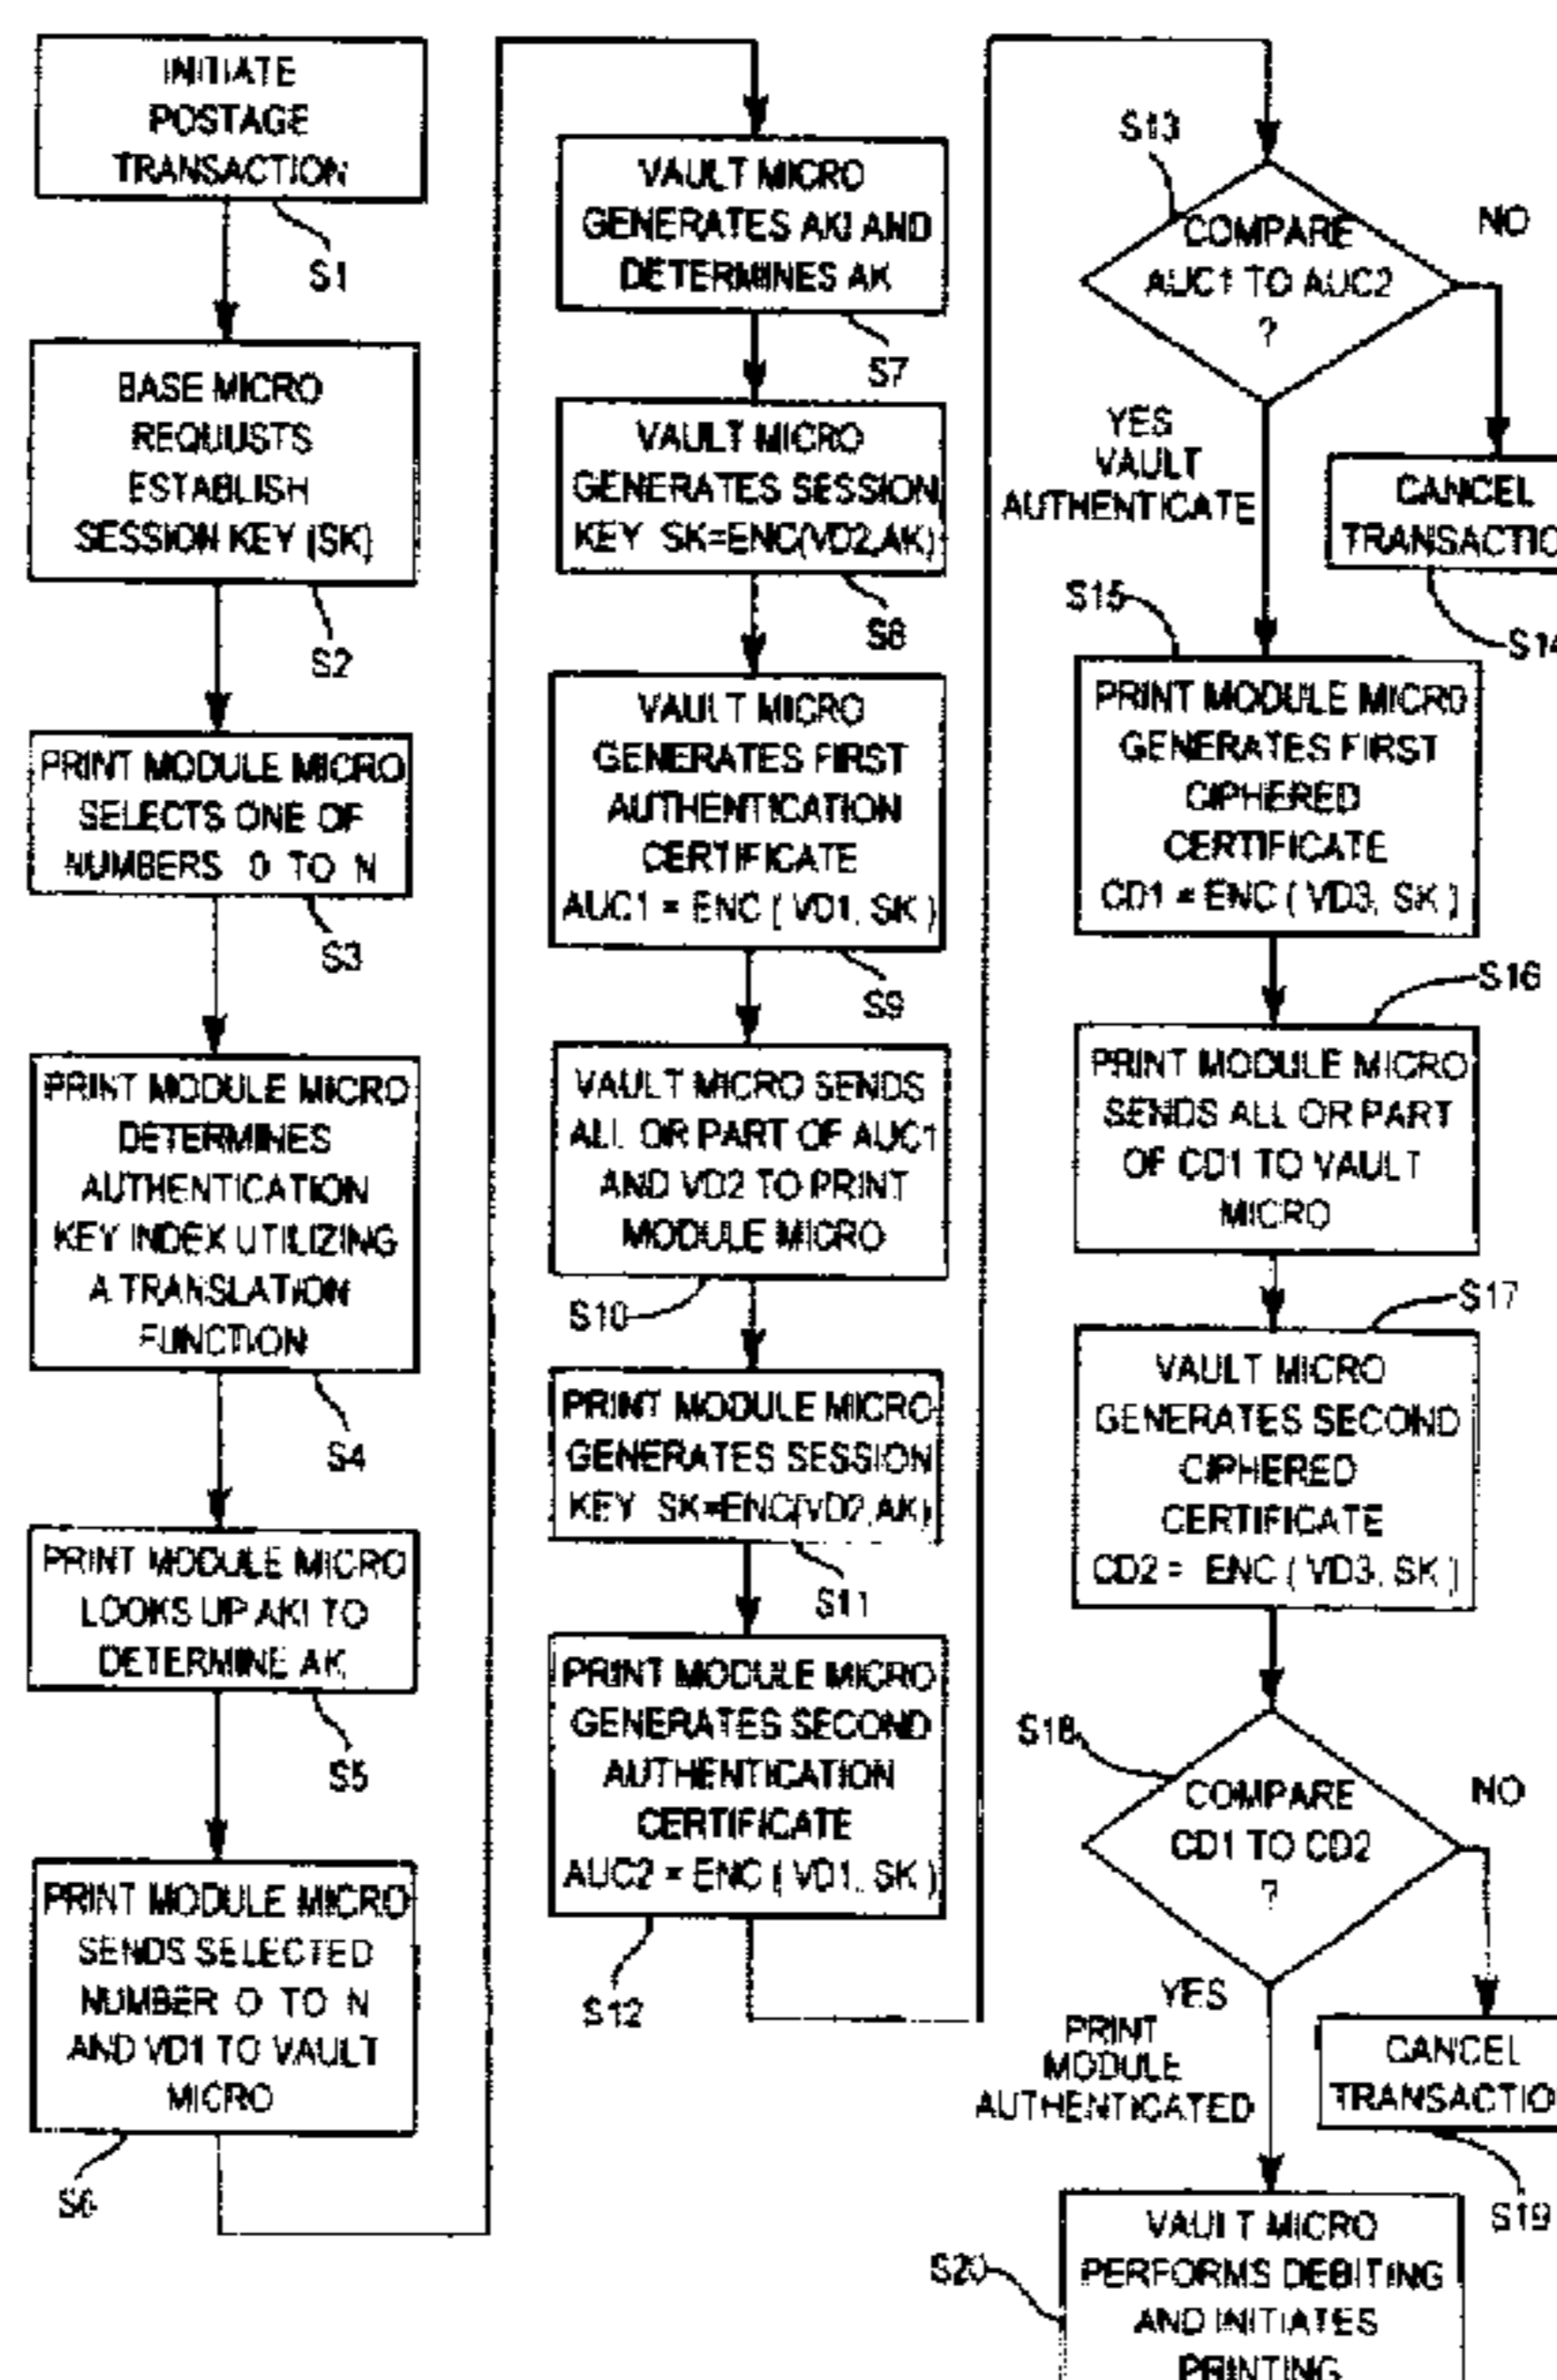 INITIATE
POSTAGE
TRANSACTION
S1
BASE MICRO
REQUUSTS
ESTABLISH
SESSION KEY (SK)
S2
PRINT MODULE MICRO
SELECTS ONE OF
NUMBERS 0 TO N
S3
PRINT MODULE MICRO
DETERMINES
AUTHENTICATION
KEY INDEX UTILIZING
A TRANSLATION
FUNCTION
S4
PRINT MODULE MICRO
LOOKS UP AKI TO
DETERMINE AK
S5
PRINT MODULE MICRO
SENDS SELECTED
NUMBER O TO N
AND VD1 TO VAULT
MICRO
S6
VAULT MICRO
GENERATES AKI AND
DETERMINES AK
S7
VAULT MICRO
GENERATES SESSION
KEY SK=ENC(VD2,AK)
S8
VAULT MICRO
GENERATES FIRST
AUTHENTICATION
CERTIFICATE
AUC1 = ENC ( VD1, SK )
S9
VAULT MICRO SENDS
ALL OR PART OF AUC1
AND VD2 TO PRINT
MODULE MICRO
S10
PRINT MODULE MICRO
GENERATES SESSION
KEY SK=ENC(VD2,AK)
S11
PRINT MODULE MICRO
GENERATES SECOND
AUTHENTICATION
CERTIFICATE
AUC2 = ENC ( VD1, SK )
S12
S13
COMPARE
AUC1 TO AUC2
?
NO
YES
VAULT
AUTHENTICATE
CANCEL
TRANSACTIO
S14
S15
PRINT MODULE MICRO
GENERATES FIRST
CIPHERED
CERTIFICATE
CD1 = ENC ( VD3, SK )
S16
PRINT MODULE MICRO
SENDS ALL OR PART
OF CD1 TO VAULT
MICRO
S17
VAULT MICRO
GENERATES SECOND
CIPHERED
CERTIFICATE
CD2 = ENC ( VD3, SK )
S18
COMPARE
CD1 TO CD2
?
NO
YES
PRINT
MODULE
AUTHENTICATED
CANCEL
TRANSACTIO
S19
S20
VAULT MICRO
PERFORMS DEBITING
AND INITIATES
PRINTING